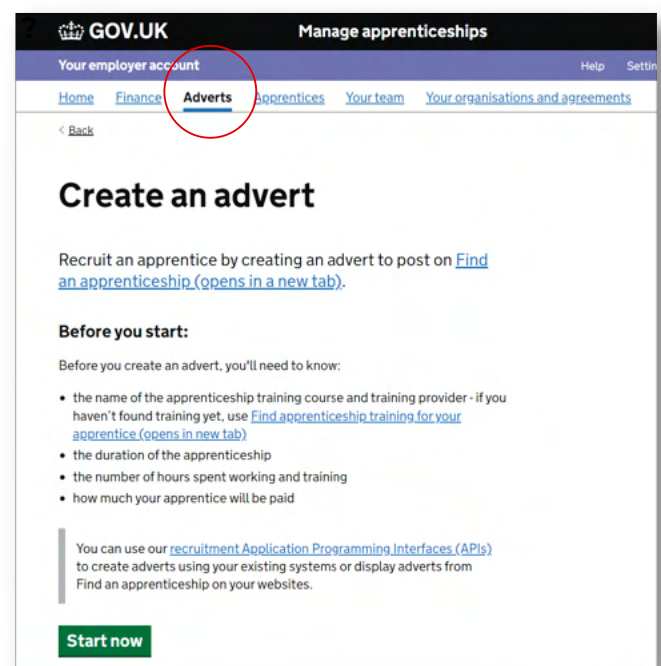 ?
GOV.UK Manage apprenticeships
Your employer account Help Settin
Home Finance Adverts Apprentices Your team Your organisations and agreements
< Back
Create an advert
Recruit an apprentice by creating an advert to post on Find
an apprenticeship (opens in a new tab).
Before you start:
Before you create an advert, you'll need to know:
• the name of the apprenticeship training course and training provider - if you
haven't found training yet, use Find apprenticeship training for your
apprentice (opens in new tab)
• the duration of the apprenticeship
• the number of hours spent working and training
• how much your apprentice will be paid
You can use our recruitment Application Programming Interfaces (APIs)
to create adverts using your existing systems or display adverts from
Find an apprenticeship on your websites.
Start now